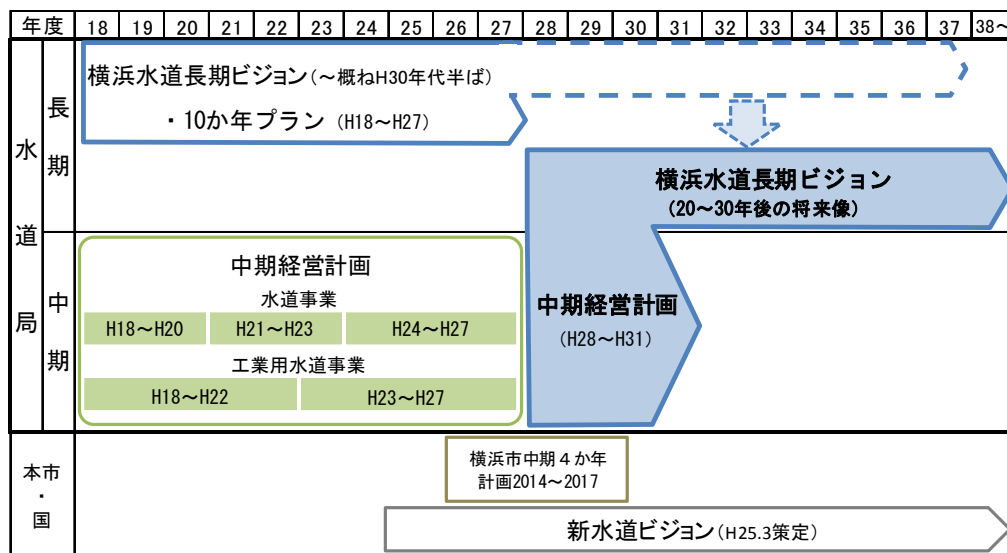 年度 18 19 20 21 22 23 24 25 26 27 28 29 30 31 32 33 34 35 36 37 38～
水道局
長期
横浜水道長期ビジョン(～概ねH30年代半ば)
・10か年プラン (H18～H27)
横浜水道長期ビジョン
(20～30年後の将来像)
中期
中期経営計画
水道事業
H18～H20 H21～H23 H24～H27
工業用水道事業
H18～H22 H23～H27
中期経営計画
(H28～H31)
本市
・
国
横浜市中期４か年
計画2014～2017
新水道ビジョン(H25.3策定)